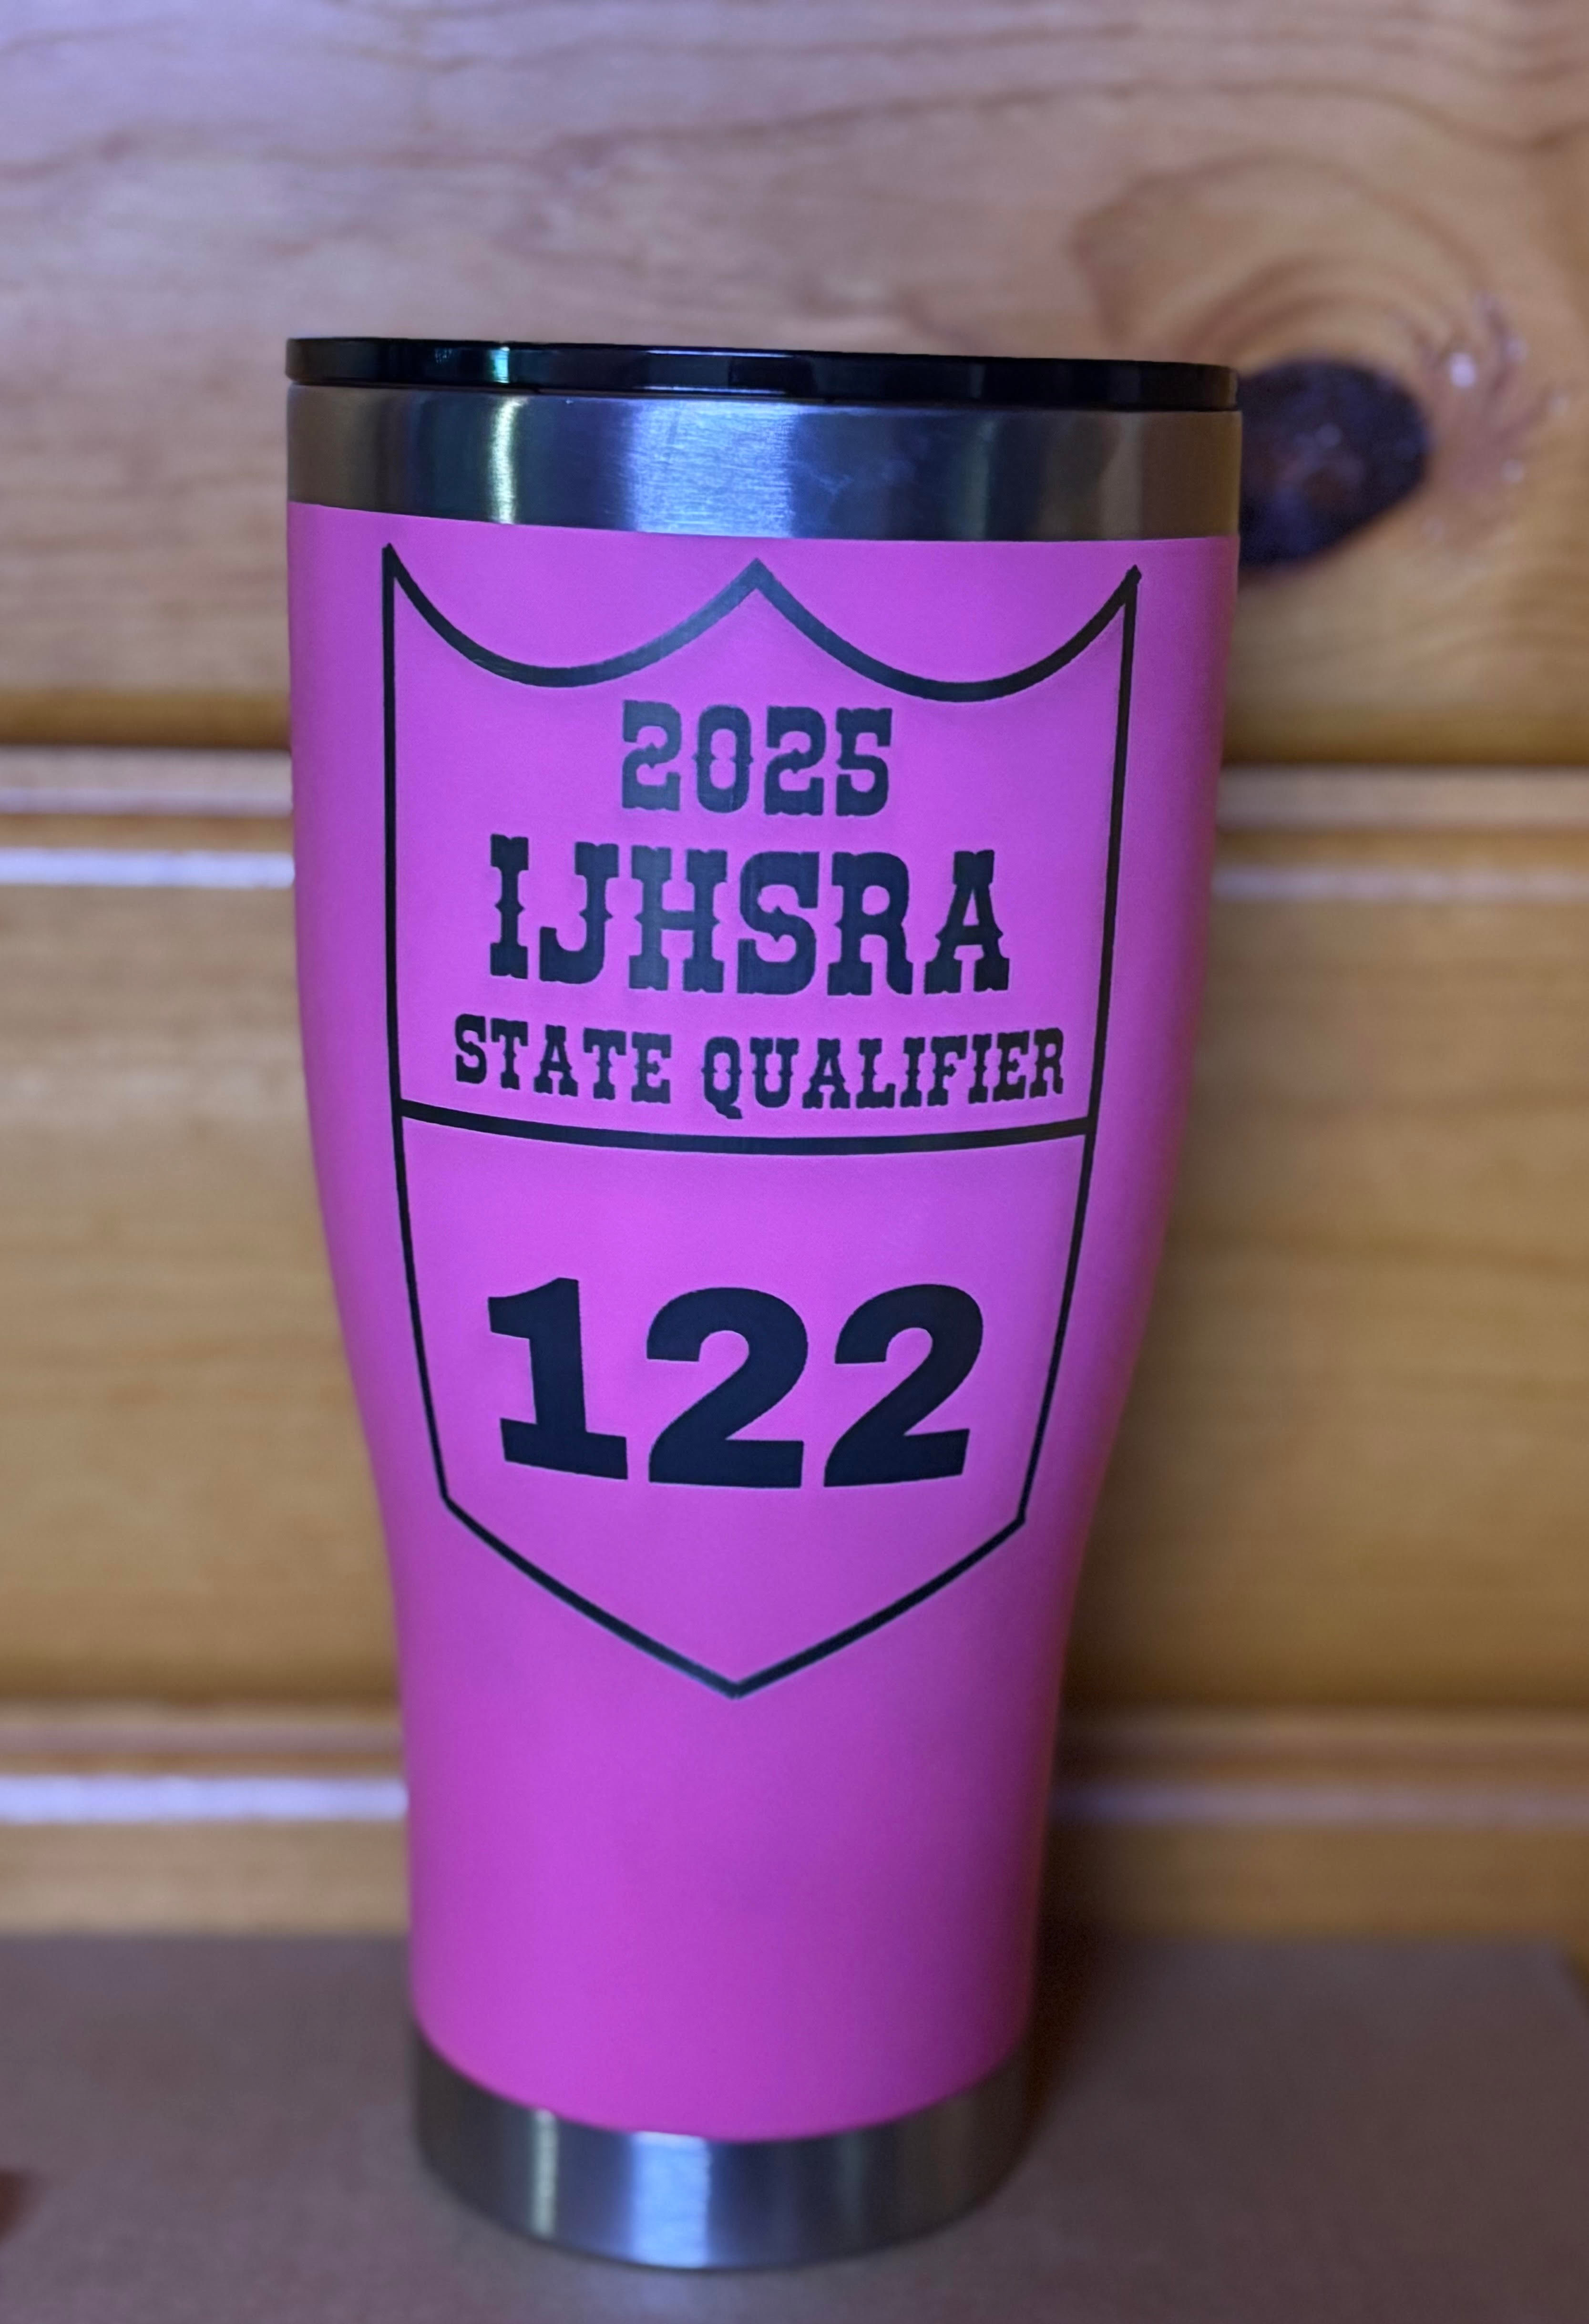 2025
IJHSRA
STATE QUALIFIER
122